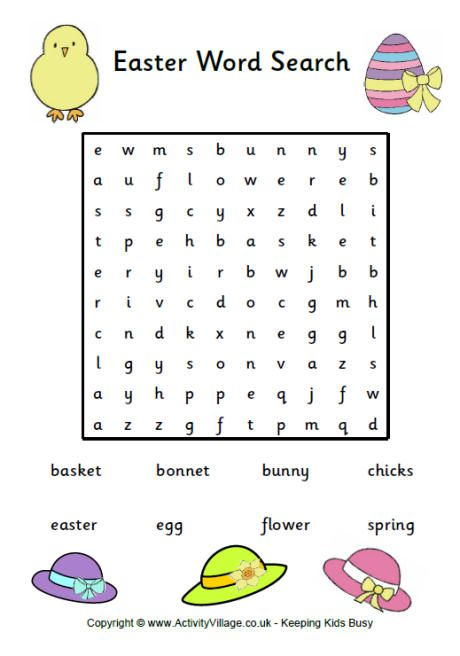 Easter Word Search
e w m s b u n n y s
a u f l o w e r e b
s s g c y x z d l i
t p e h b a s k e t
e r y i r b w j b b
r i v c d o c g m h
c n d k x n e g g l
l g y s o n v a z s
a y h p p e q j f w
a z z g f t p m q d
basket bonnet bunny chicks
easter egg flower spring
Copyright © www.ActivityVillage.co.uk - Keeping Kids Busy